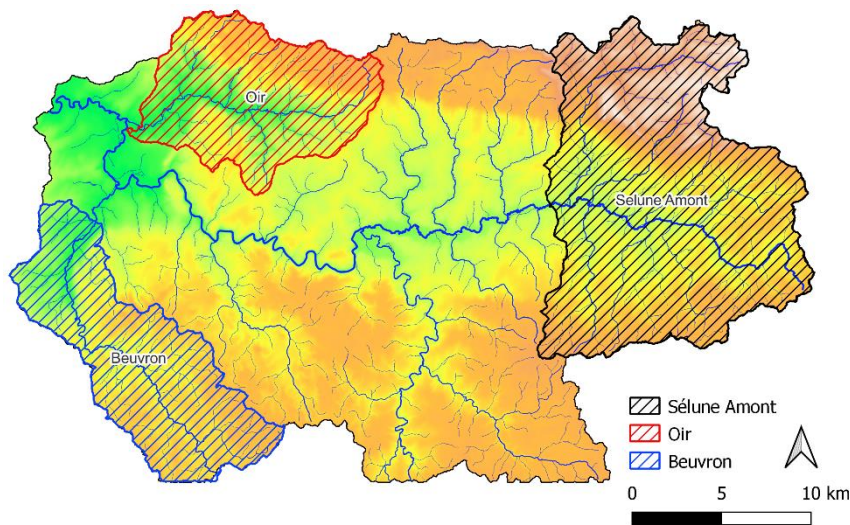 Oir
Selune Amont
Beuvron
Sélune Amont
Oir
Beuvron
0 5 10 km